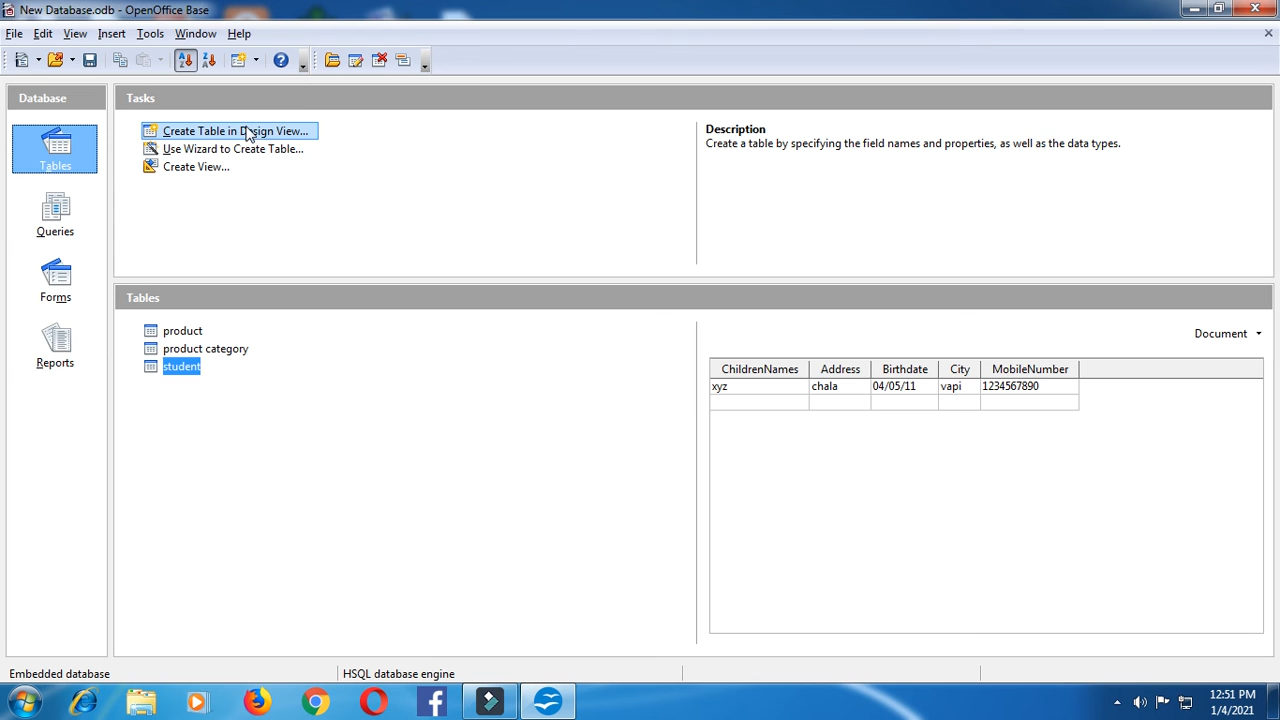 New Database.odb - OpenOffice Base
File Edit View Insert Tools Window Help
Database
Tables
Queries
Forms
Reports
Tasks
Create Table in Design View...
Use Wizard to Create Table...
Create View...
Description
Create a table by specifying the field names and properties, as well as the data types.
Tables
product
product category
student
Document
ChildrenNames Address Birthdate City MobileNumber
xyz chala 04/05/11 vapi 1234567890
Embedded database HSQL database engine
12:51 PM
1/4/2021